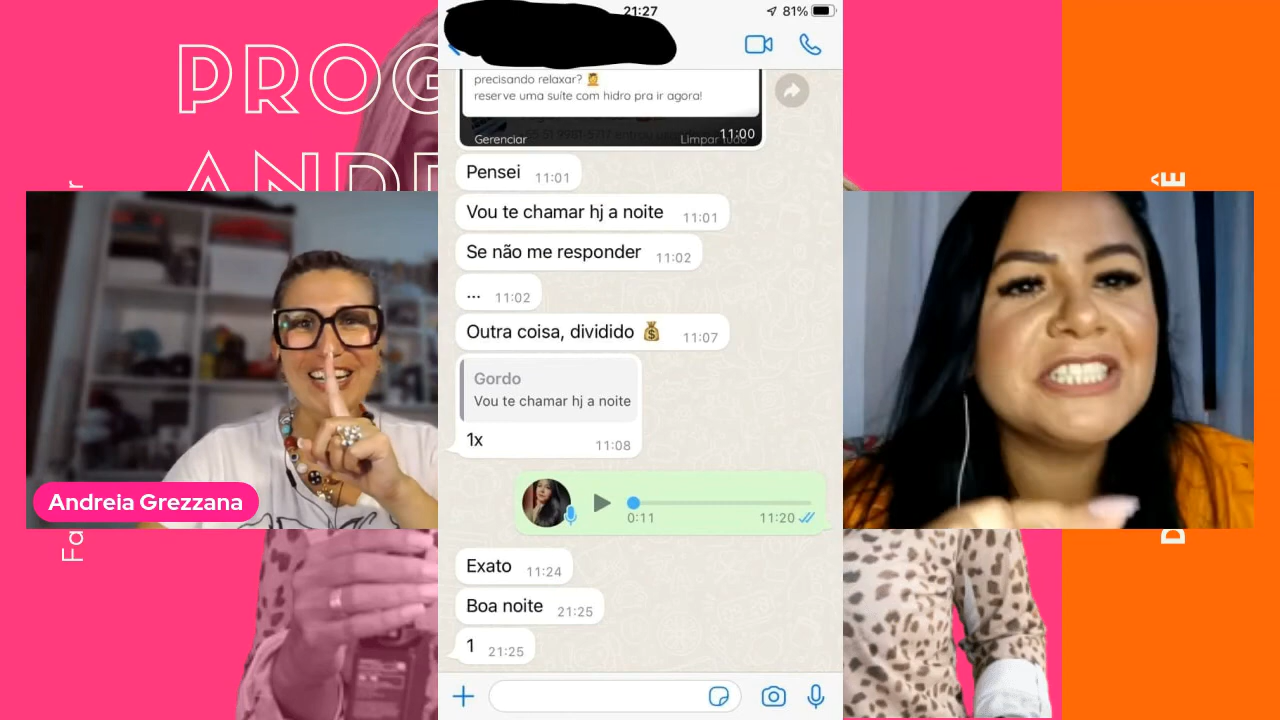 PROG
ANDR
Andreia Grezzana
21:27
81%
precisando relaxar? 💆
reserve uma suíte com hidro pra ir agora!
Gerenciar
Limpar tudo
11:00
Pensei 11:01
Vou te chamar hj a noite 11:01
Se não me responder 11:02
... 11:02
Outra coisa, dividido 💰 11:07
Gordo
Vou te chamar hj a noite
1x 11:08
0:11 11:20
Exato 11:24
Boa noite 21:25
1 21:25
Fa
r
Ê
D